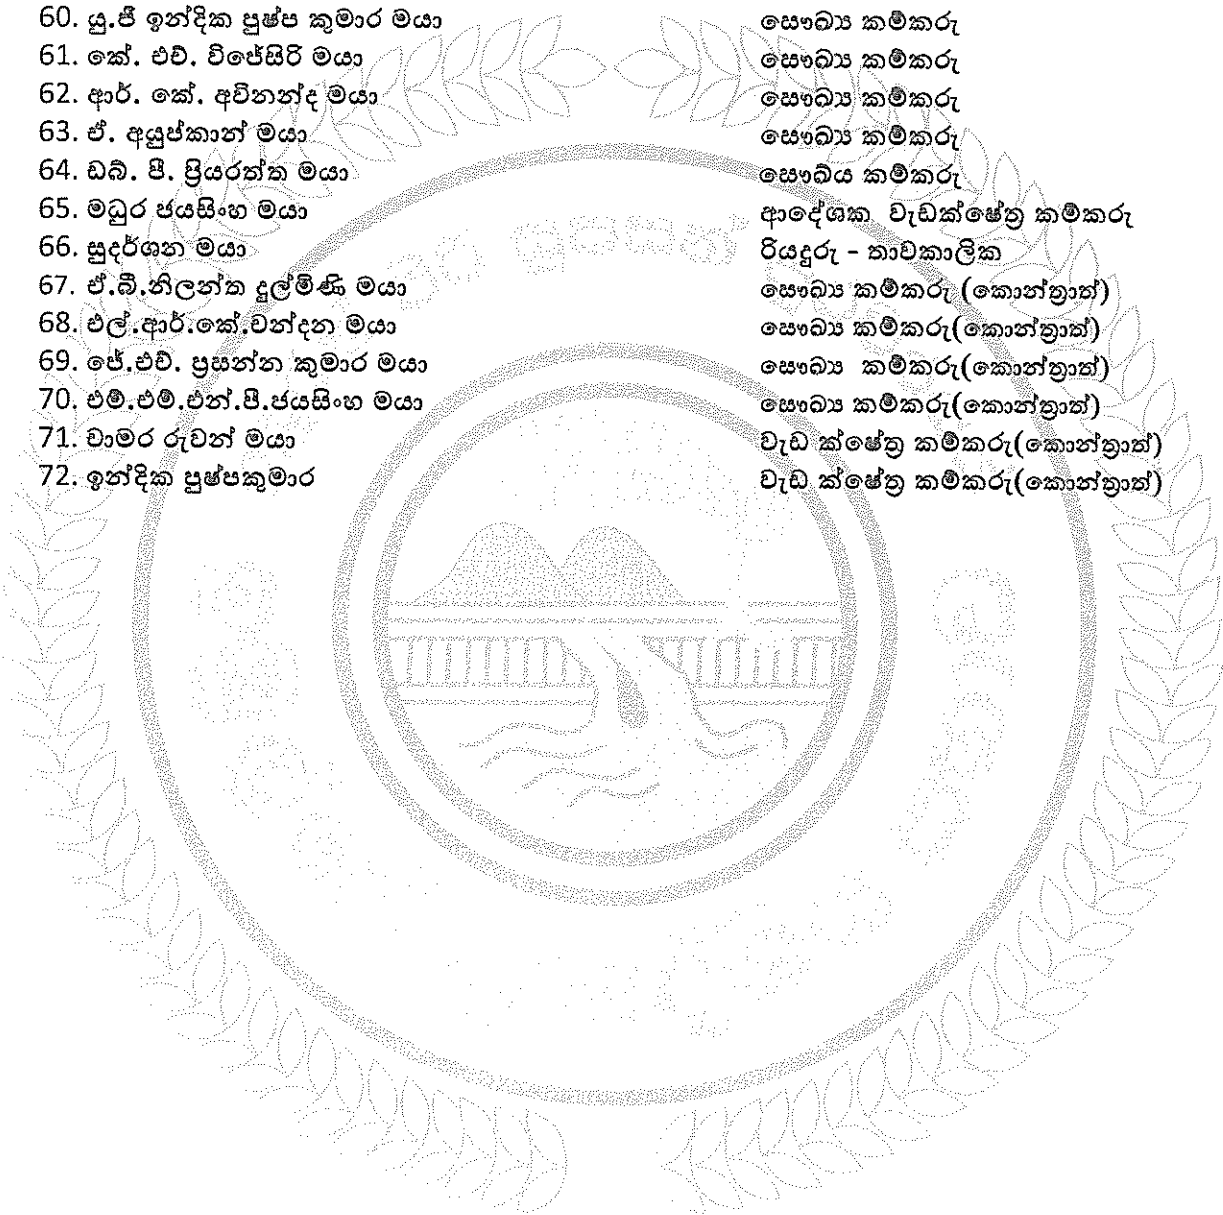 60. යු.ජී ඉන්දික පුෂ්ප කුමාර මයා සෞඛ්‍ය කම්කරු
61. කේ. එච්. විජේසිරි මයා සෞඛ්‍ය කම්කරු
62. ආර්. කේ. අච්නන්ද මයා සෞඛ්‍ය කම්කරු
63. ඒ. අයුප්කාන් මයා සෞඛ්‍ය කම්කරු
64. ඩබ්. පී. ප්‍රියරත්ත මයා සෞඛ්ය කම්කරු
65. මධුර ජයසිංහ මයා ආදේශක වැඩක්ෂේත්‍ර කම්කරු
66. සුදර්ශන මයා රියදුරු - තාවකාලික
67. ඒ.බී.නිලන්ත දුල්මිණි මයා සෞඛ්‍ය කම්කරු (කොන්ත්‍රාත්)
68. එල්.ආර්.කේ.චන්දන මයා සෞඛ්‍ය කම්කරු(කොන්ත්‍රාත්)
69. ජේ.එච්. ප්‍රසන්න කුමාර මයා සෞඛ්‍ය කම්කරු(කොන්ත්‍රාත්)
70. එම්.එම්.එන්.පී.ජයසිංහ මයා සෞඛ්‍ය කම්කරු(කොන්ත්‍රාත්)
71. චාමර රුවන් මයා වැඩ ක්ෂේත්‍ර කම්කරු(කොන්ත්‍රාත්)
72. ඉන්දික පුෂ්පකුමාර වැඩ ක්ෂේත්‍ර කම්කරු(කොන්ත්‍රාත්)